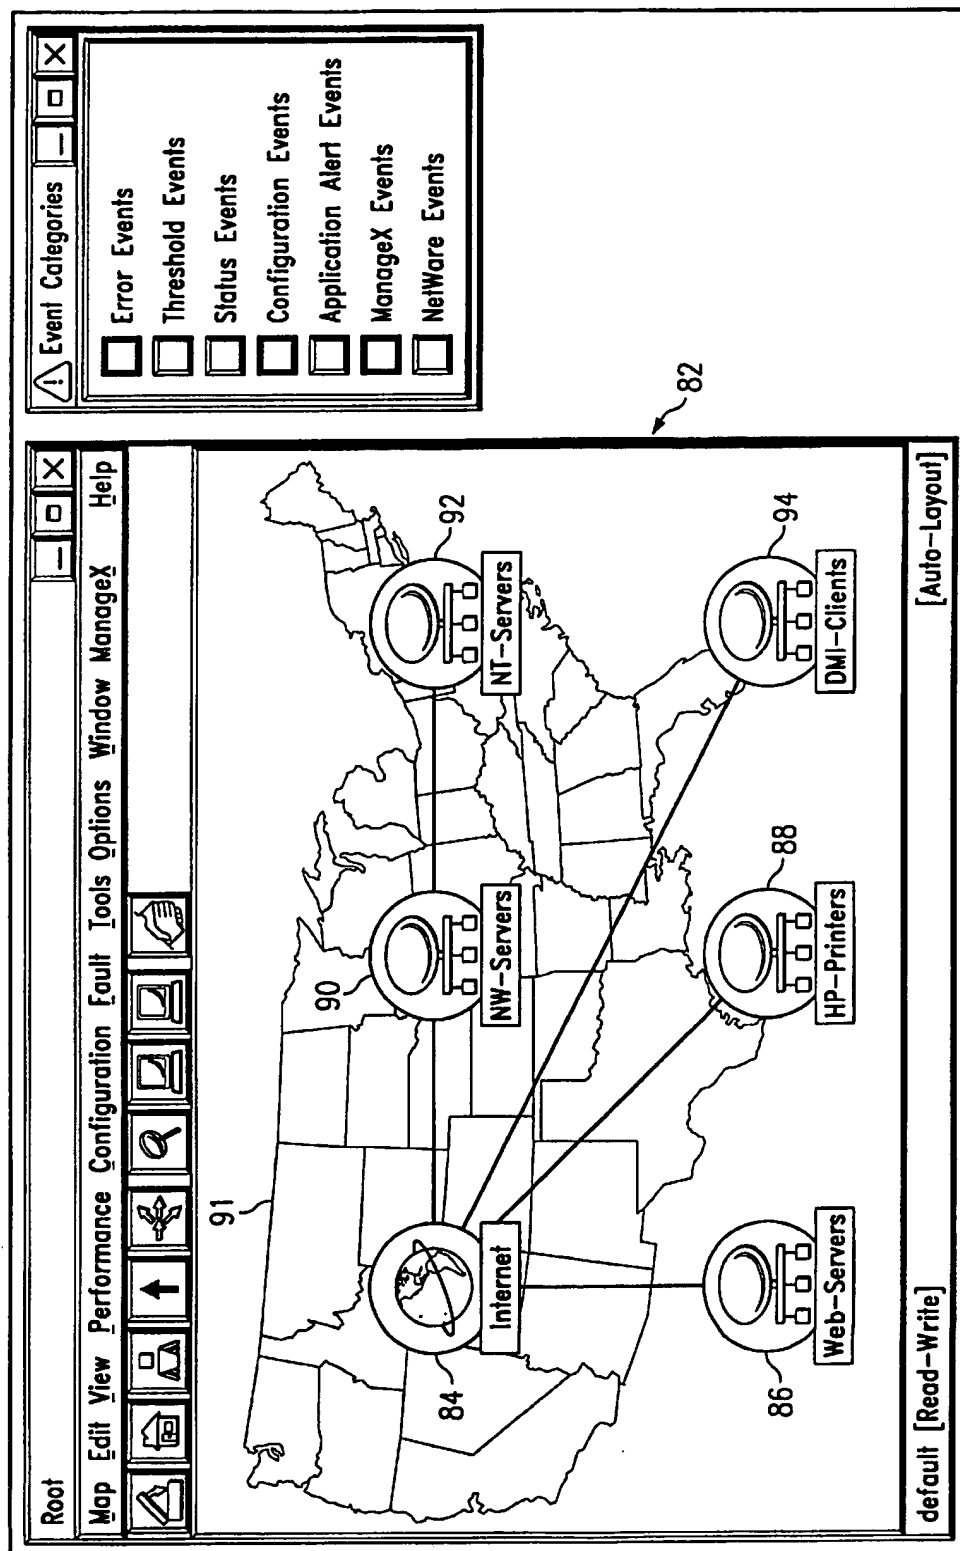 Root
Map Edit View Performance Configuration Fault Tools Options Window ManageX Help
91
84
Internet
90
NW-Servers
92
NT-Servers
86
Web-Servers
88
HP-Printers
94
DMI-Clients
default [Read-Write] [Auto-Layout]
82
Event Categories
Error Events
Threshold Events
Status Events
Configuration Events
Application Alert Events
ManageX Events
NetWare Events